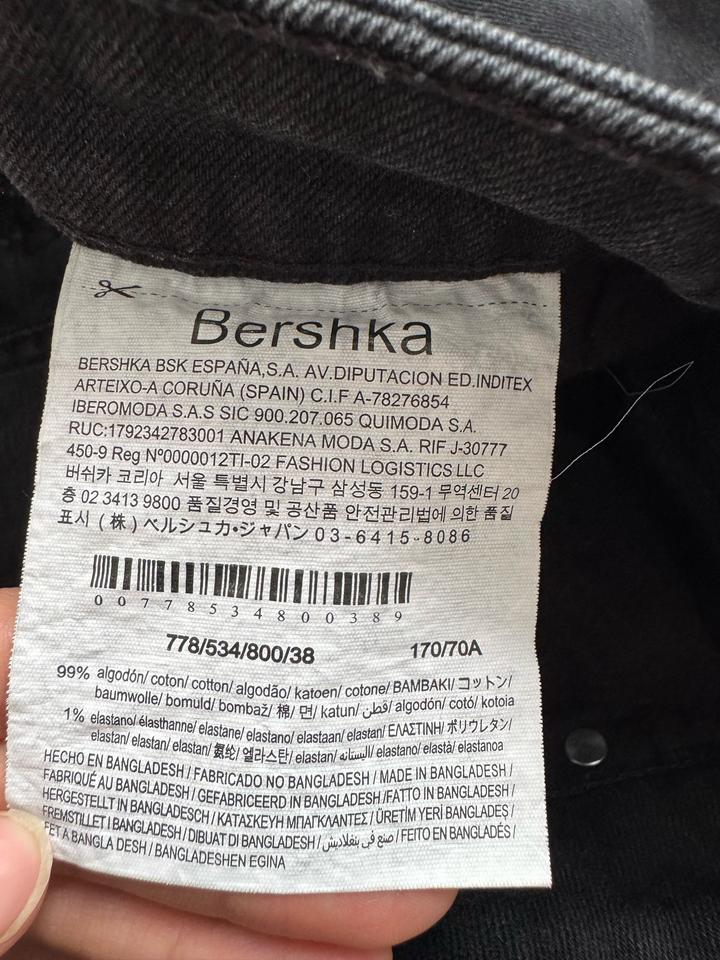 Bershka
BERSHKA BSK ESPAÑA,S.A. AV.DIPUTACION ED.INDITEX
ARTEIXO-A CORUÑA (SPAIN) C.I.F A-78276854
IBEROMODA S.A.S SIC 900.207.065 QUIMODA S.A.
RUC:1792342783001 ANAKENA MODA S.A. RIF J-30777
450-9 Reg Nº0000012TI-02 FASHION LOGISTICS LLC
버쉬카 코리아 서울 특별시 강남구 삼성동 159-1 무역센터 20
층 02 3413 9800 품질경영 및 공산품 안전관리법에 의한 품질
표시 (株) ベルシュカ•ジャパン 03-6415-8086
0077853480038 9
778/534/800/38 170/70A
99% algodón/ coton/ cotton/ algodão/ katoen/ cotone/ BAMBAKI/ コットン/
baumwolle/ bomuld/ bombaž/ 棉/ 면/ katun/ قطن/ algodón/ cotó/ kotoia
1% elastano/ élasthanne/ elastane/ elastano/ elastaan/ elastan/ ΕΛΑΣΤΙΝΗ/ ポリウレタン/
elastan/ elastan/ elastan/ 氨纶/ 엘라스탄/ elastan/ الیستانه/ elastano/ elastà/ elastanoa
HECHO EN BANGLADESH / FABRICADO NO BANGLADESH / MADE IN BANGLADESH /
FABRIQUÉ AU BANGLADESH / GEFABRICEERD IN BANGLADESH /FATTO IN BANGLADESH /
HERGESTELLT IN BANGLADESCH / ΚΑΤΑΣΚΕΥΗ ΜΠΑΓΚΛΑΝΤΕΣ / ÜRETİM YERİ BANGLADEŞ /
FREMSTILLET I BANGLADESH / DIBUAT DI BANGLADESH / صنع في بنغلاديش / FEITO EN BANGLADÉS /
FET A BANGLA DESH / BANGLADESHEN EGINA